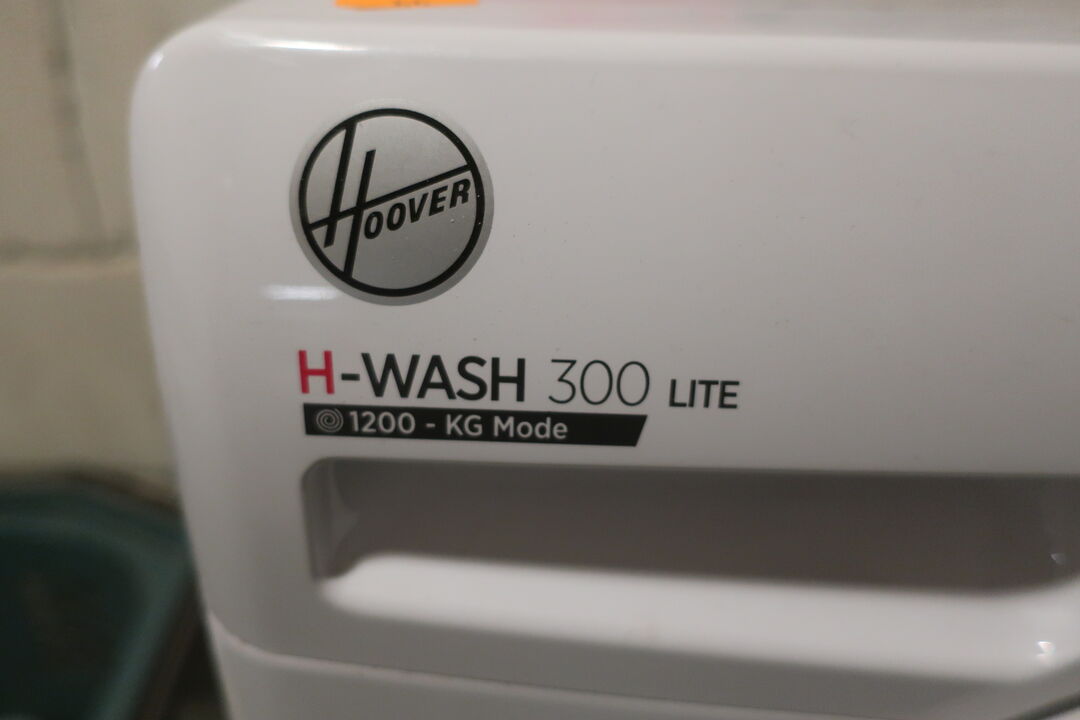 HOOVER
H-WASH 300 LITE
1200 - KG Mode